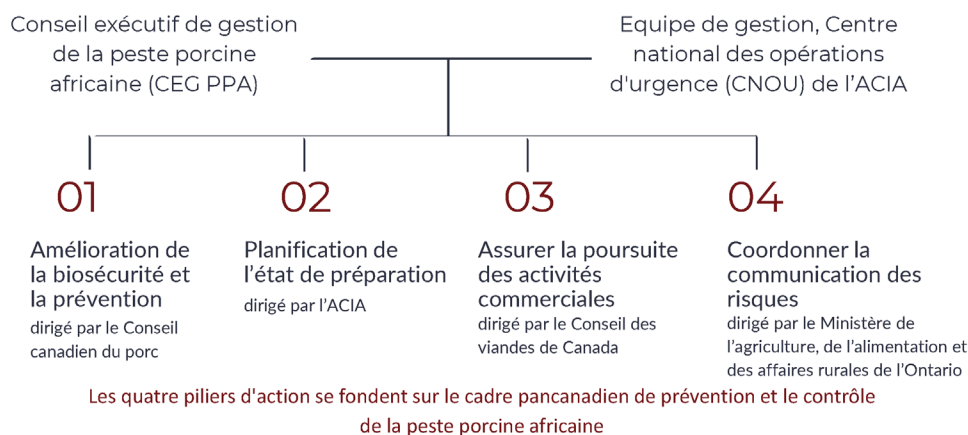 Conseil exécutif de gestion
de la peste porcine
africaine (CEG PPA)
Equipe de gestion, Centre
national des opérations
d'urgence (CNOU) de l’ACIA
01
Amélioration de
la biosécurité et
la prévention
dirigé par le Conseil
canadien du porc
02
Planification de
l’état de préparation
dirigé par l’ACIA
03
Assurer la poursuite
des activités
commerciales
dirigé par le Conseil des
viandes de Canada
04
Coordonner la
communication des
risques
dirigé par le Ministère de
l’agriculture, de l’alimentation et
des affaires rurales de l’Ontario
Les quatre piliers d'action se fondent sur le cadre pancanadien de prévention et le contrôle
de la peste porcine africaine